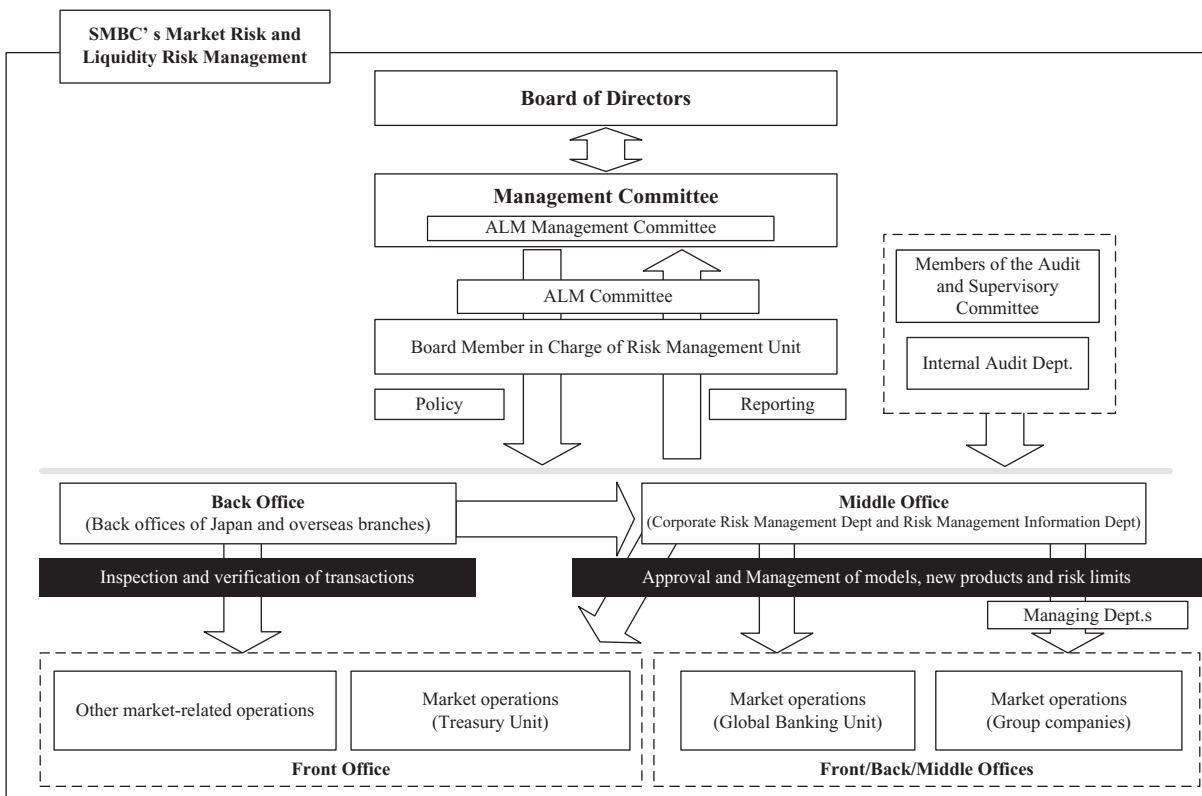 SMBC’ s Market Risk and
Liquidity Risk Management
Board of Directors
Management Committee
ALM Management Committee
ALM Committee
Board Member in Charge of Risk Management Unit
Policy
Reporting
Members of the Audit
and Supervisory
Committee
Internal Audit Dept.
Back Office
(Back offices of Japan and overseas branches)
Middle Office
(Corporate Risk Management Dept and Risk Management Information Dept)
Inspection and verification of transactions
Approval and Management of models, new products and risk limits
Managing Dept.s
Other market-related operations
Market operations
(Treasury Unit)
Front Office
Market operations
(Global Banking Unit)
Market operations
(Group companies)
Front/Back/Middle Offices